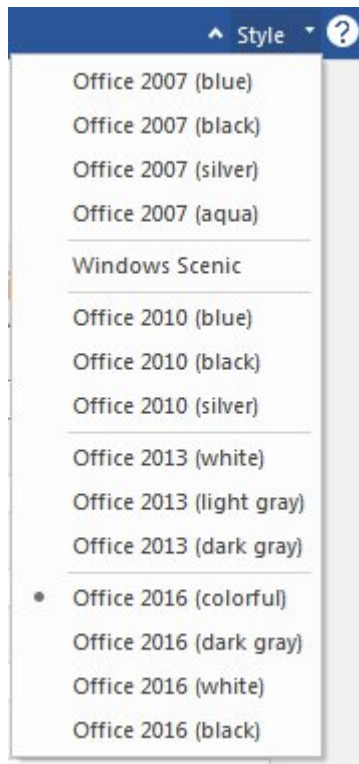 Style ?
Office 2007 (blue)
Office 2007 (black)
Office 2007 (silver)
Office 2007 (aqua)
Windows Scenic
Office 2010 (blue)
Office 2010 (black)
Office 2010 (silver)
Office 2013 (white)
Office 2013 (light gray)
Office 2013 (dark gray)
Office 2016 (colorful)
Office 2016 (dark gray)
Office 2016 (white)
Office 2016 (black)